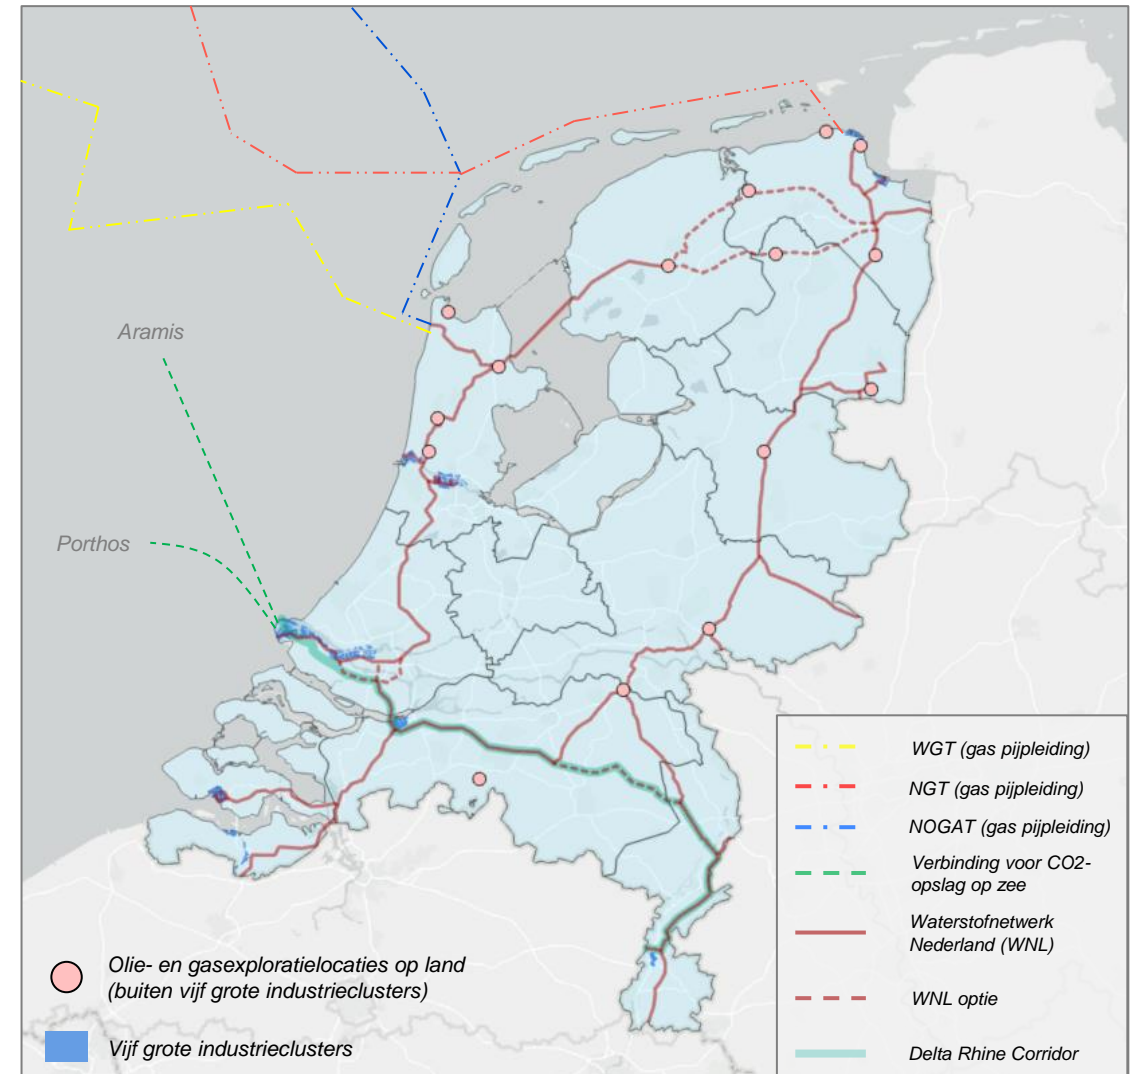 Aramis
Porthos
WGT (gas pijpleiding)
NGT (gas pijpleiding)
NOGAT (gas pijpleiding)
Verbinding voor CO2-
opslag op zee
Waterstofnetwerk
Nederland (WNL)
WNL optie
Delta Rhine Corridor
Olie- en gasexploratielocaties op land
(buiten vijf grote industrieclusters)
Vijf grote industrieclusters